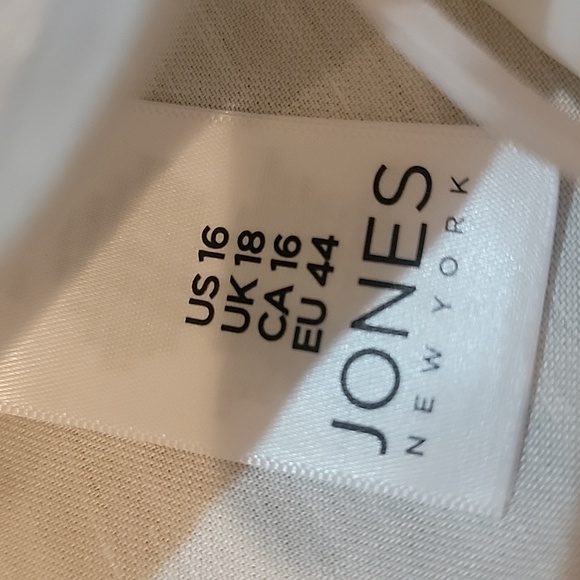 US 16
UK 18
CA 16
EU 44
JONES
NEW YORK